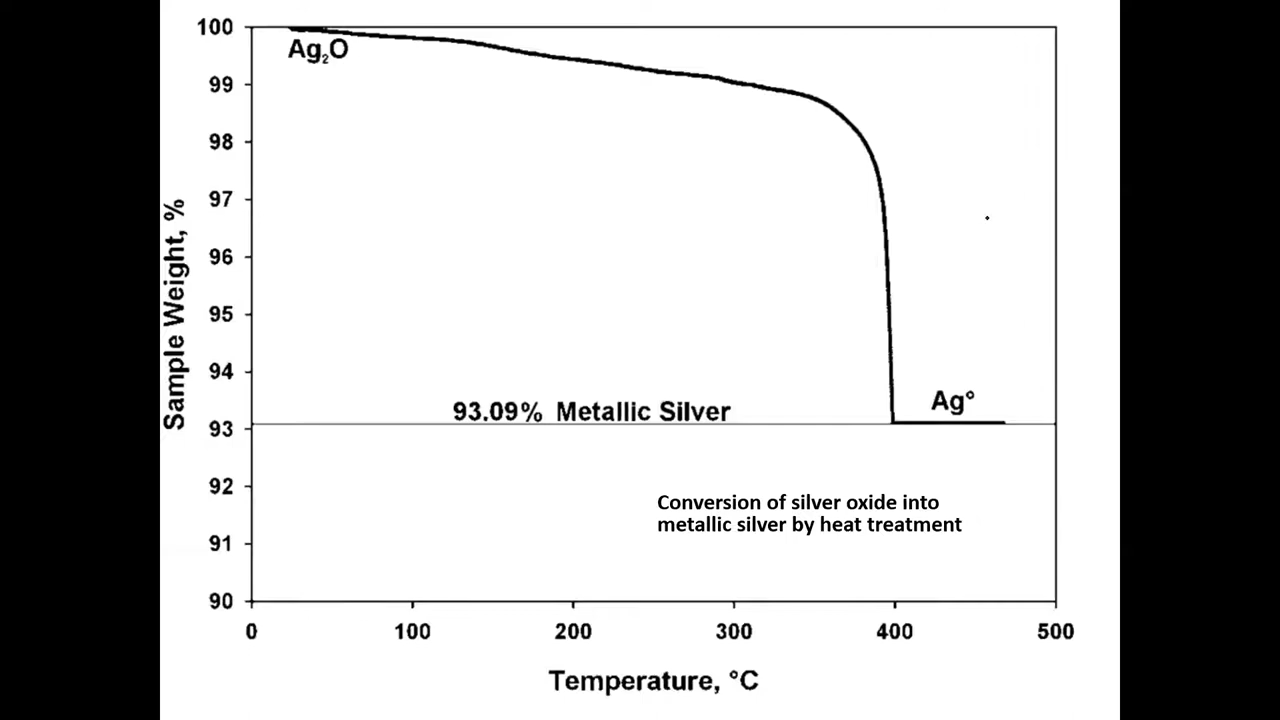 100
99
98
97
96
95
94
93
92
91
90
Sample Weight, %
Ag₂O
93.09% Metallic Silver
Ag°
Conversion of silver oxide into
metallic silver by heat treatment
0 100 200 300 400 500
Temperature, °C